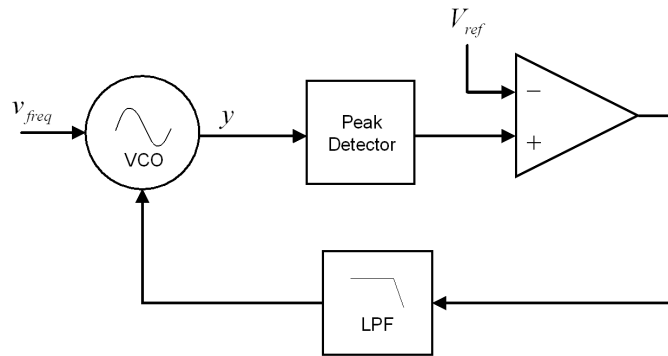 V_ref
v_freq
y
VCO
Peak
Detector
−
+
LPF